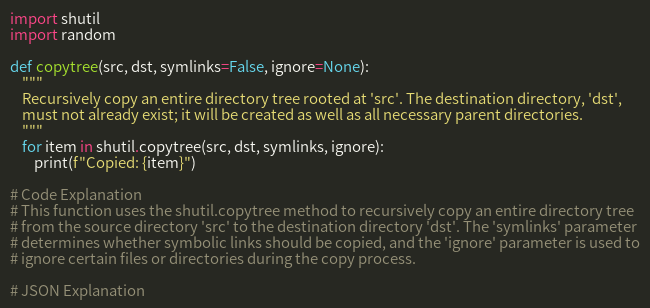 import shutil
import random
def copytree(src, dst, symlinks=False, ignore=None):
"""
Recursively copy an entire directory tree rooted at 'src'. The destination directory, 'dst',
must not already exist; it will be created as well as all necessary parent directories.
"""
for item in shutil.copytree(src, dst, symlinks, ignore):
print(f"Copied: {item}")
# Code Explanation
# This function uses the shutil.copytree method to recursively copy an entire directory tree
# from the source directory 'src' to the destination directory 'dst'. The 'symlinks' parameter
# determines whether symbolic links should be copied, and the 'ignore' parameter is used to
# ignore certain files or directories during the copy process.
# JSON Explanation